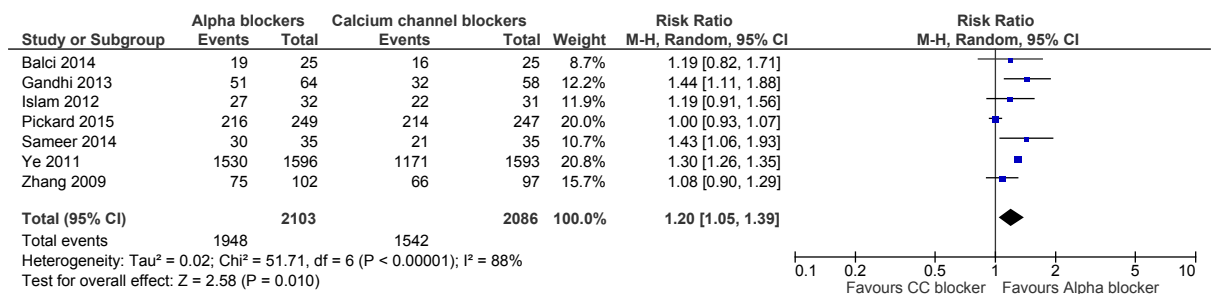 Alpha blockers Calcium channel blockers Risk Ratio Risk Ratio
Study or Subgroup Events Total Events Total Weight M-H, Random, 95% CI M-H, Random, 95% CI
Balci 2014 19 25 16 25 8.7% 1.19 [0.82, 1.71]
Gandhi 2013 51 64 32 58 12.2% 1.44 [1.11, 1.88]
Islam 2012 27 32 22 31 11.9% 1.19 [0.91, 1.56]
Pickard 2015 216 249 214 247 20.0% 1.00 [0.93, 1.07]
Sameer 2014 30 35 21 35 10.7% 1.43 [1.06, 1.93]
Ye 2011 1530 1596 1171 1593 20.8% 1.30 [1.26, 1.35]
Zhang 2009 75 102 66 97 15.7% 1.08 [0.90, 1.29]
Total (95% CI) 2103 2086 100.0% 1.20 [1.05, 1.39]
Total events 1948 1542
Heterogeneity: Tau² = 0.02; Chi² = 51.71, df = 6 (P < 0.00001); I² = 88%
Test for overall effect: Z = 2.58 (P = 0.010)
0.1 0.2 0.5 1 2 5 10
Favours CC blocker Favours Alpha blocker